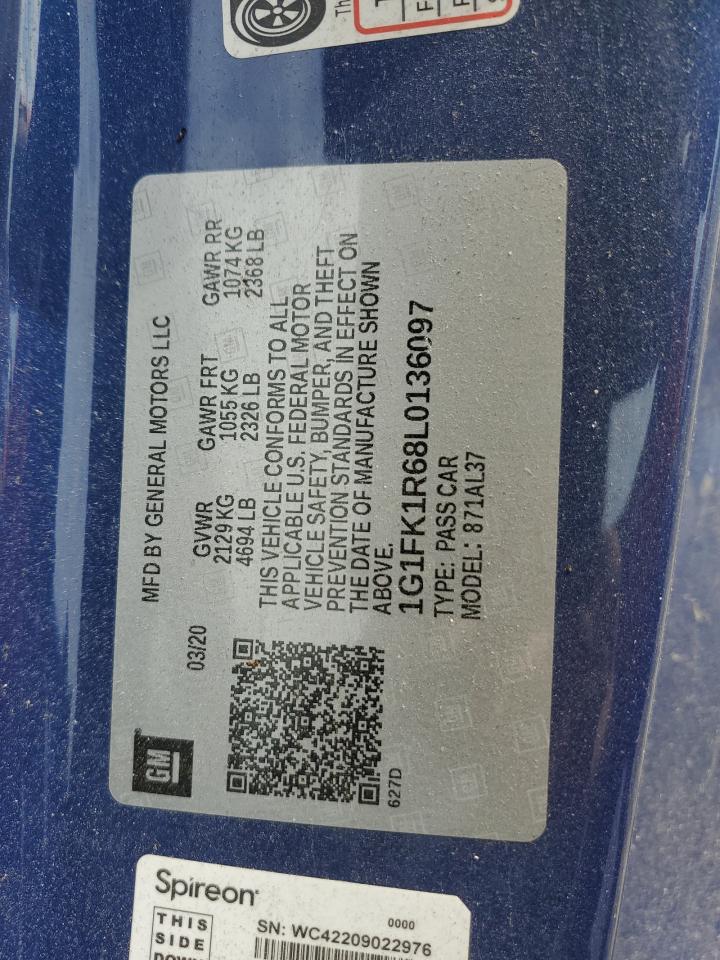 GM
MFD BY GENERAL MOTORS LLC
03/20
GVWR GAWR FRT GAWR RR
2129 KG 1055 KG 1074 KG
4694 LB 2326 LB 2368 LB
THIS VEHICLE CONFORMS TO ALL
APPLICABLE U.S. FEDERAL MOTOR
VEHICLE SAFETY, BUMPER, AND THEFT
PREVENTION STANDARDS IN EFFECT ON
THE DATE OF MANUFACTURE SHOWN
ABOVE.
1G1FK1R68L0136097
TYPE: PASS CAR
MODEL: 871AL37
627D
Spireon
0000
THIS
SIDE
SN: WC42209022976